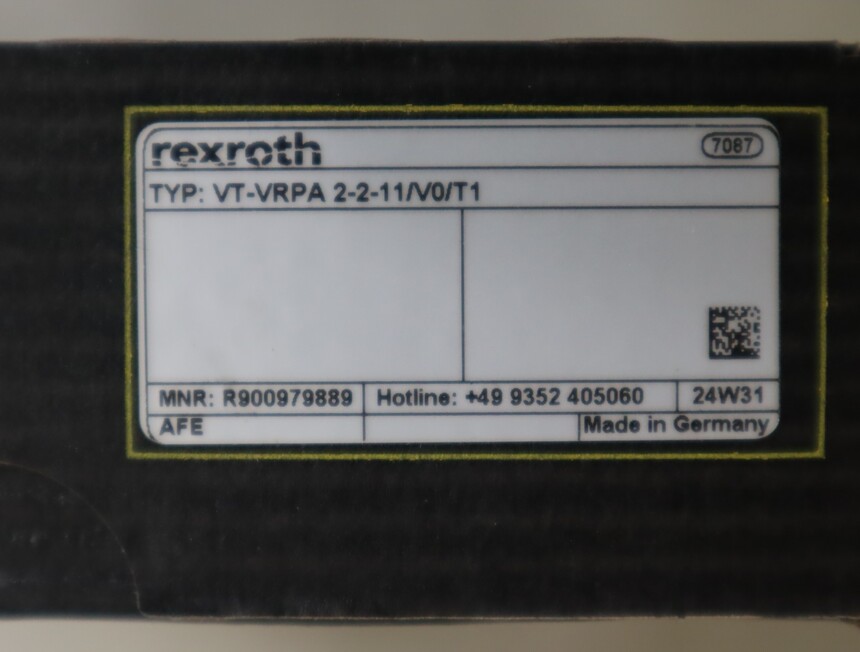 rexroth 7087
TYP: VT-VRPA 2-2-11/V0/T1
MNR: R900979889 Hotline: +49 9352 405060 24W31
AFE Made in Germany